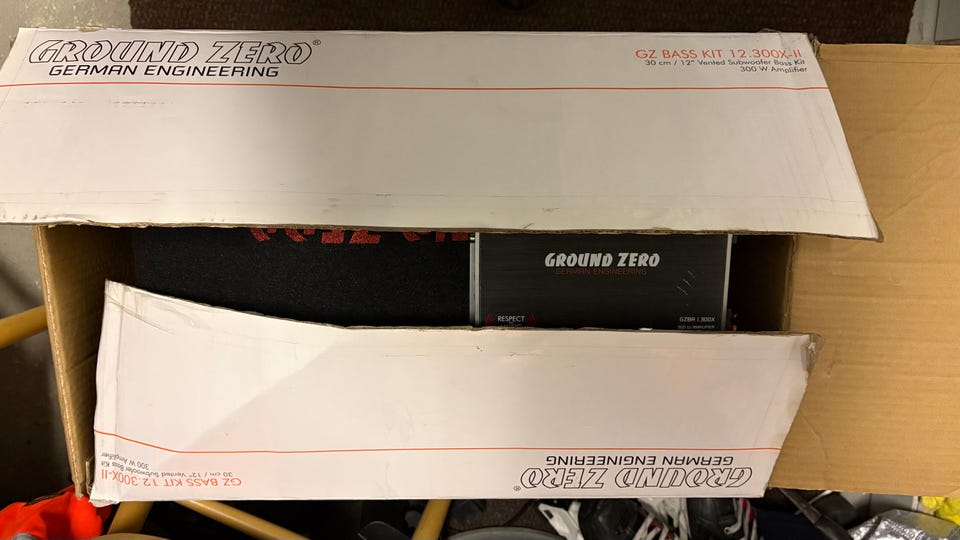 GROUND ZERO®
GERMAN ENGINEERING
GZ BASS KIT 12.300X-II
30 cm / 12" Vented Subwoofer Bass Kit
300 W Amplifier
GROUND ZERO
GERMAN ENGINEERING
RESPECT
GZBA 1.300X
GROUND ZERO®
GERMAN ENGINEERING
GZ BASS KIT 12.300X-II
30 cm / 12" Vented Subwoofer Bass Kit
300 W Amplifier